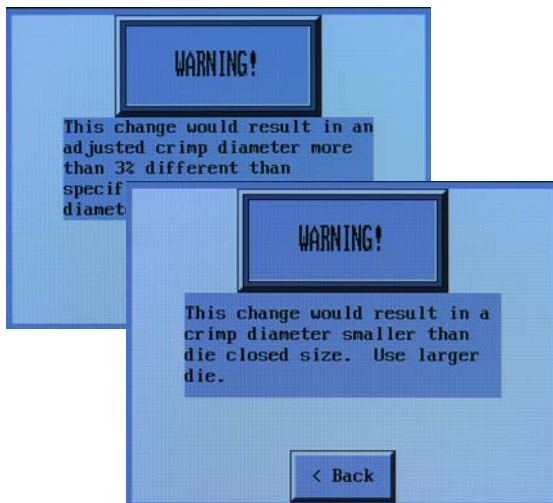 WARNING!
This change would result in an
adjusted crimp diameter more
than 3% different than
specif
diamet
WARNING!
This change would result in a
crimp diameter smaller than
die closed size. Use larger
die.
< Back